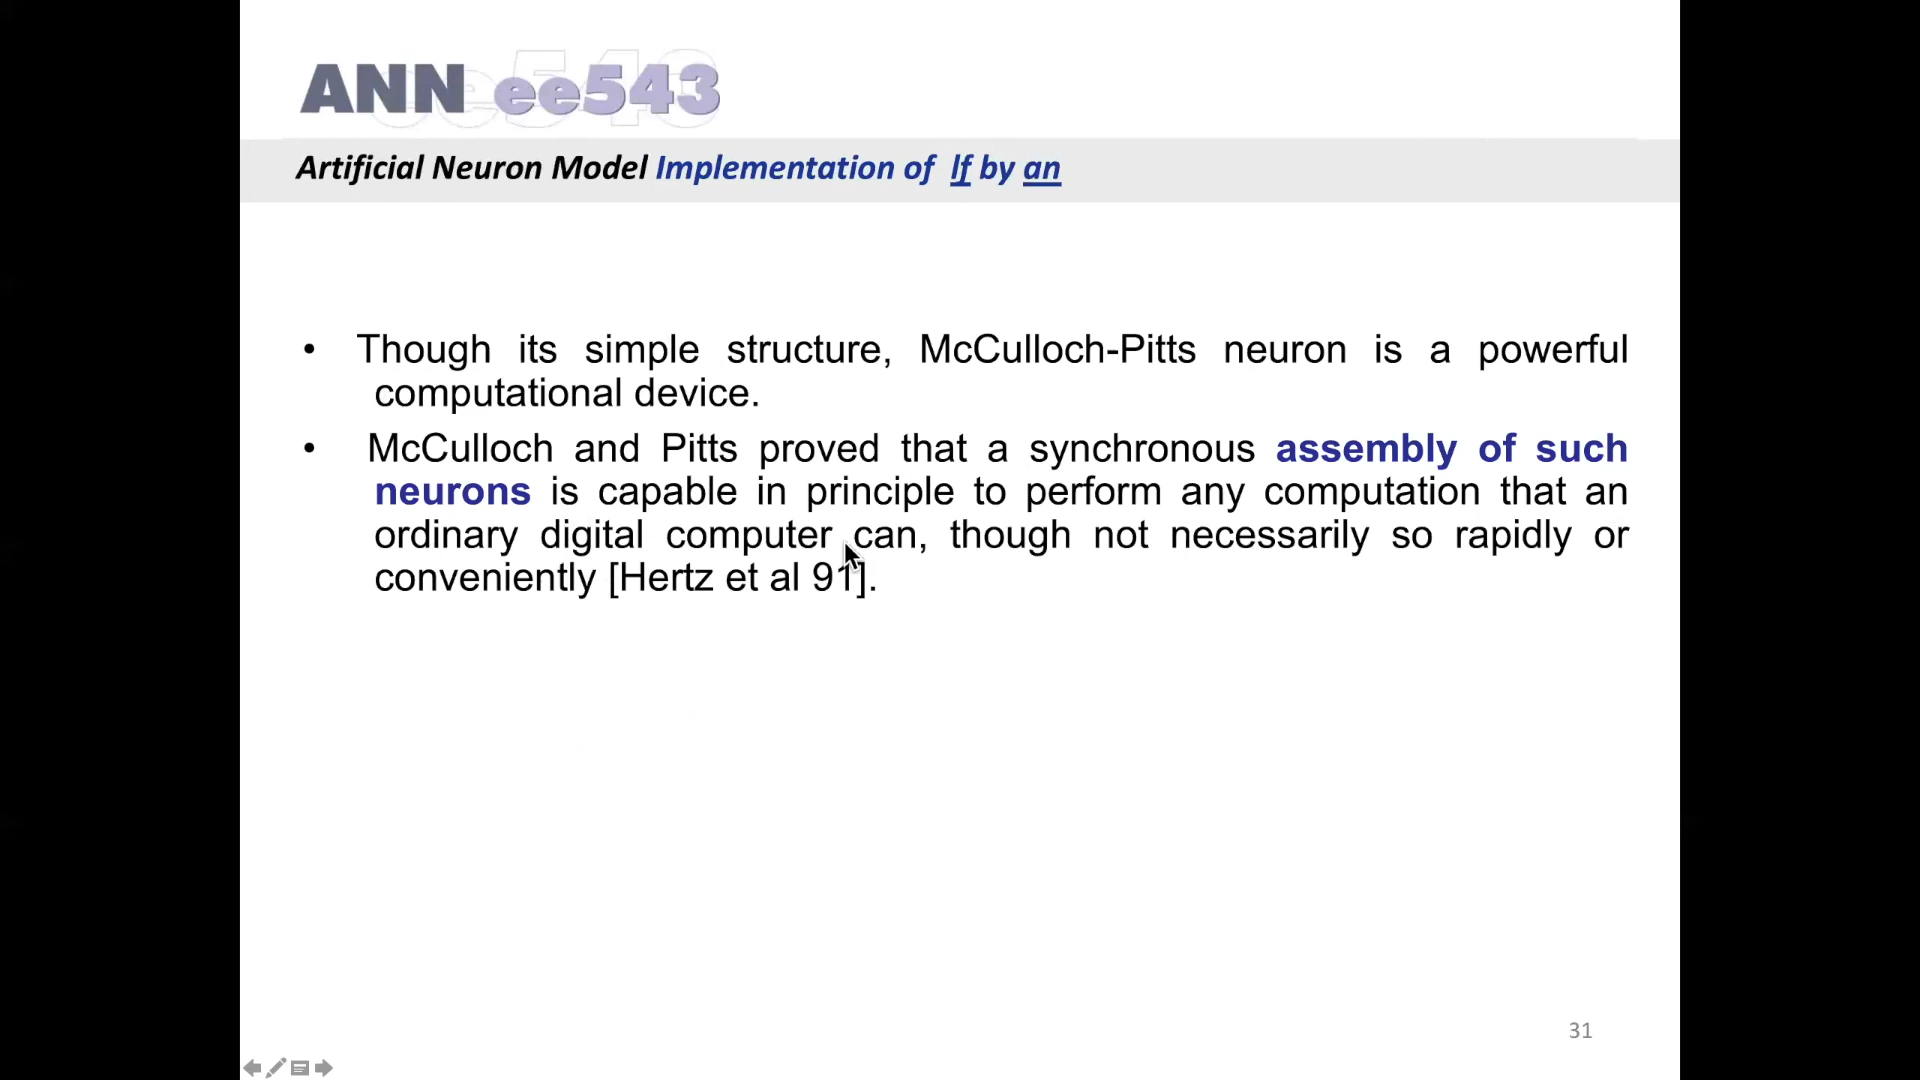 ANN ee543
Artificial Neuron Model Implementation of lf by an
• Though its simple structure, McCulloch-Pitts neuron is a powerful
computational device.
• McCulloch and Pitts proved that a synchronous assembly of such
neurons is capable in principle to perform any computation that an
ordinary digital computer can, though not necessarily so rapidly or
conveniently [Hertz et al 91].
31